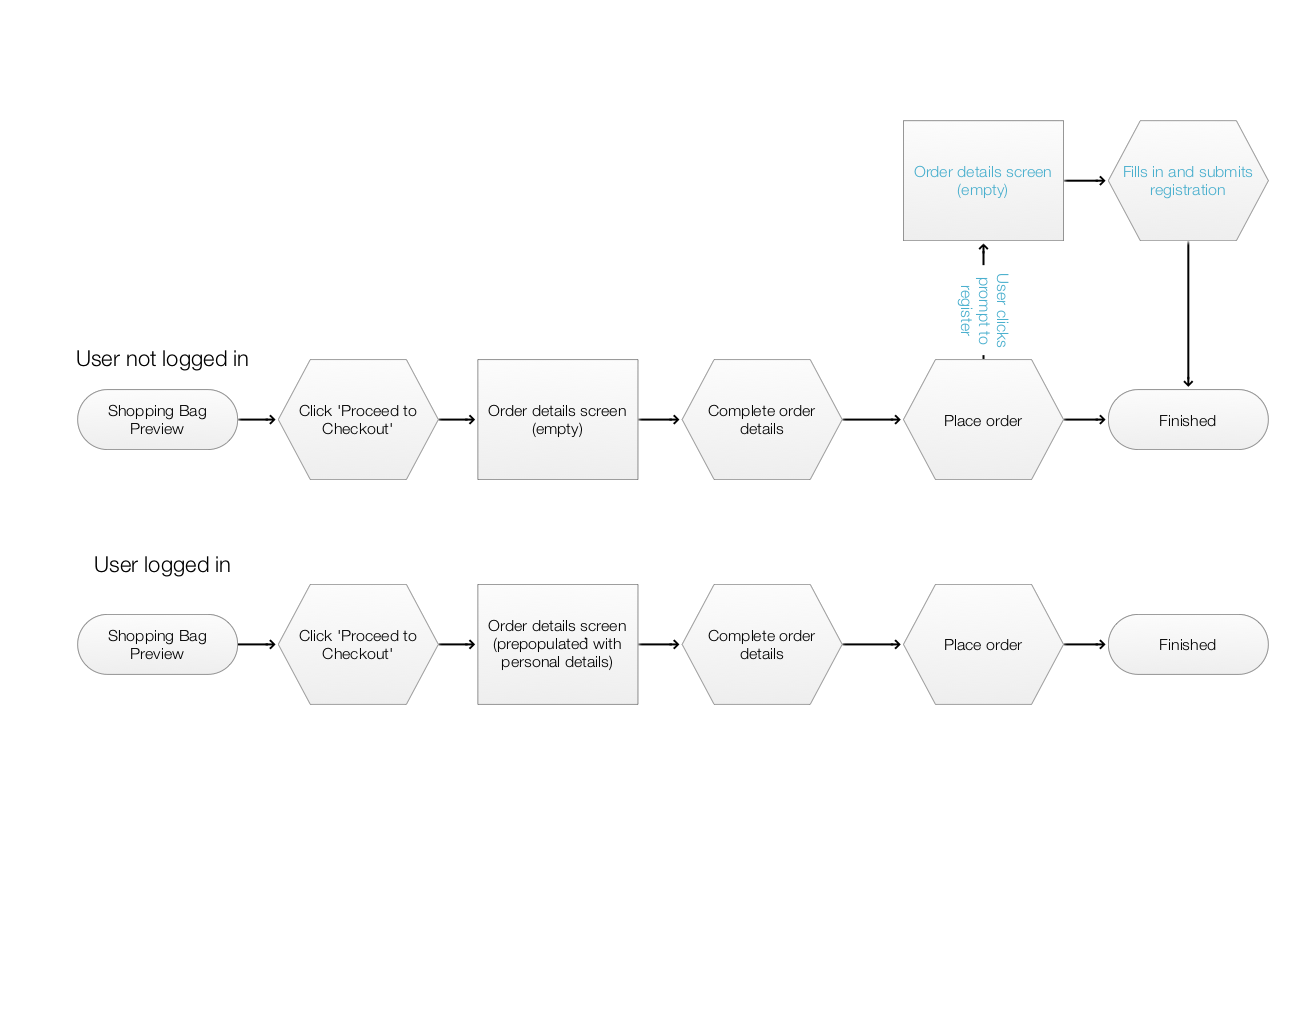 Order details screen
(empty)
Fills in and submits
registration
User clicks
prompt to
register
User not logged in
Shopping Bag
Preview
Click 'Proceed to
Checkout'
Order details screen
(empty)
Complete order
details
Place order
Finished
User logged in
Shopping Bag
Preview
Click 'Proceed to
Checkout'
Order details screen
(prepopulated with
personal details)
Complete order
details
Place order
Finished